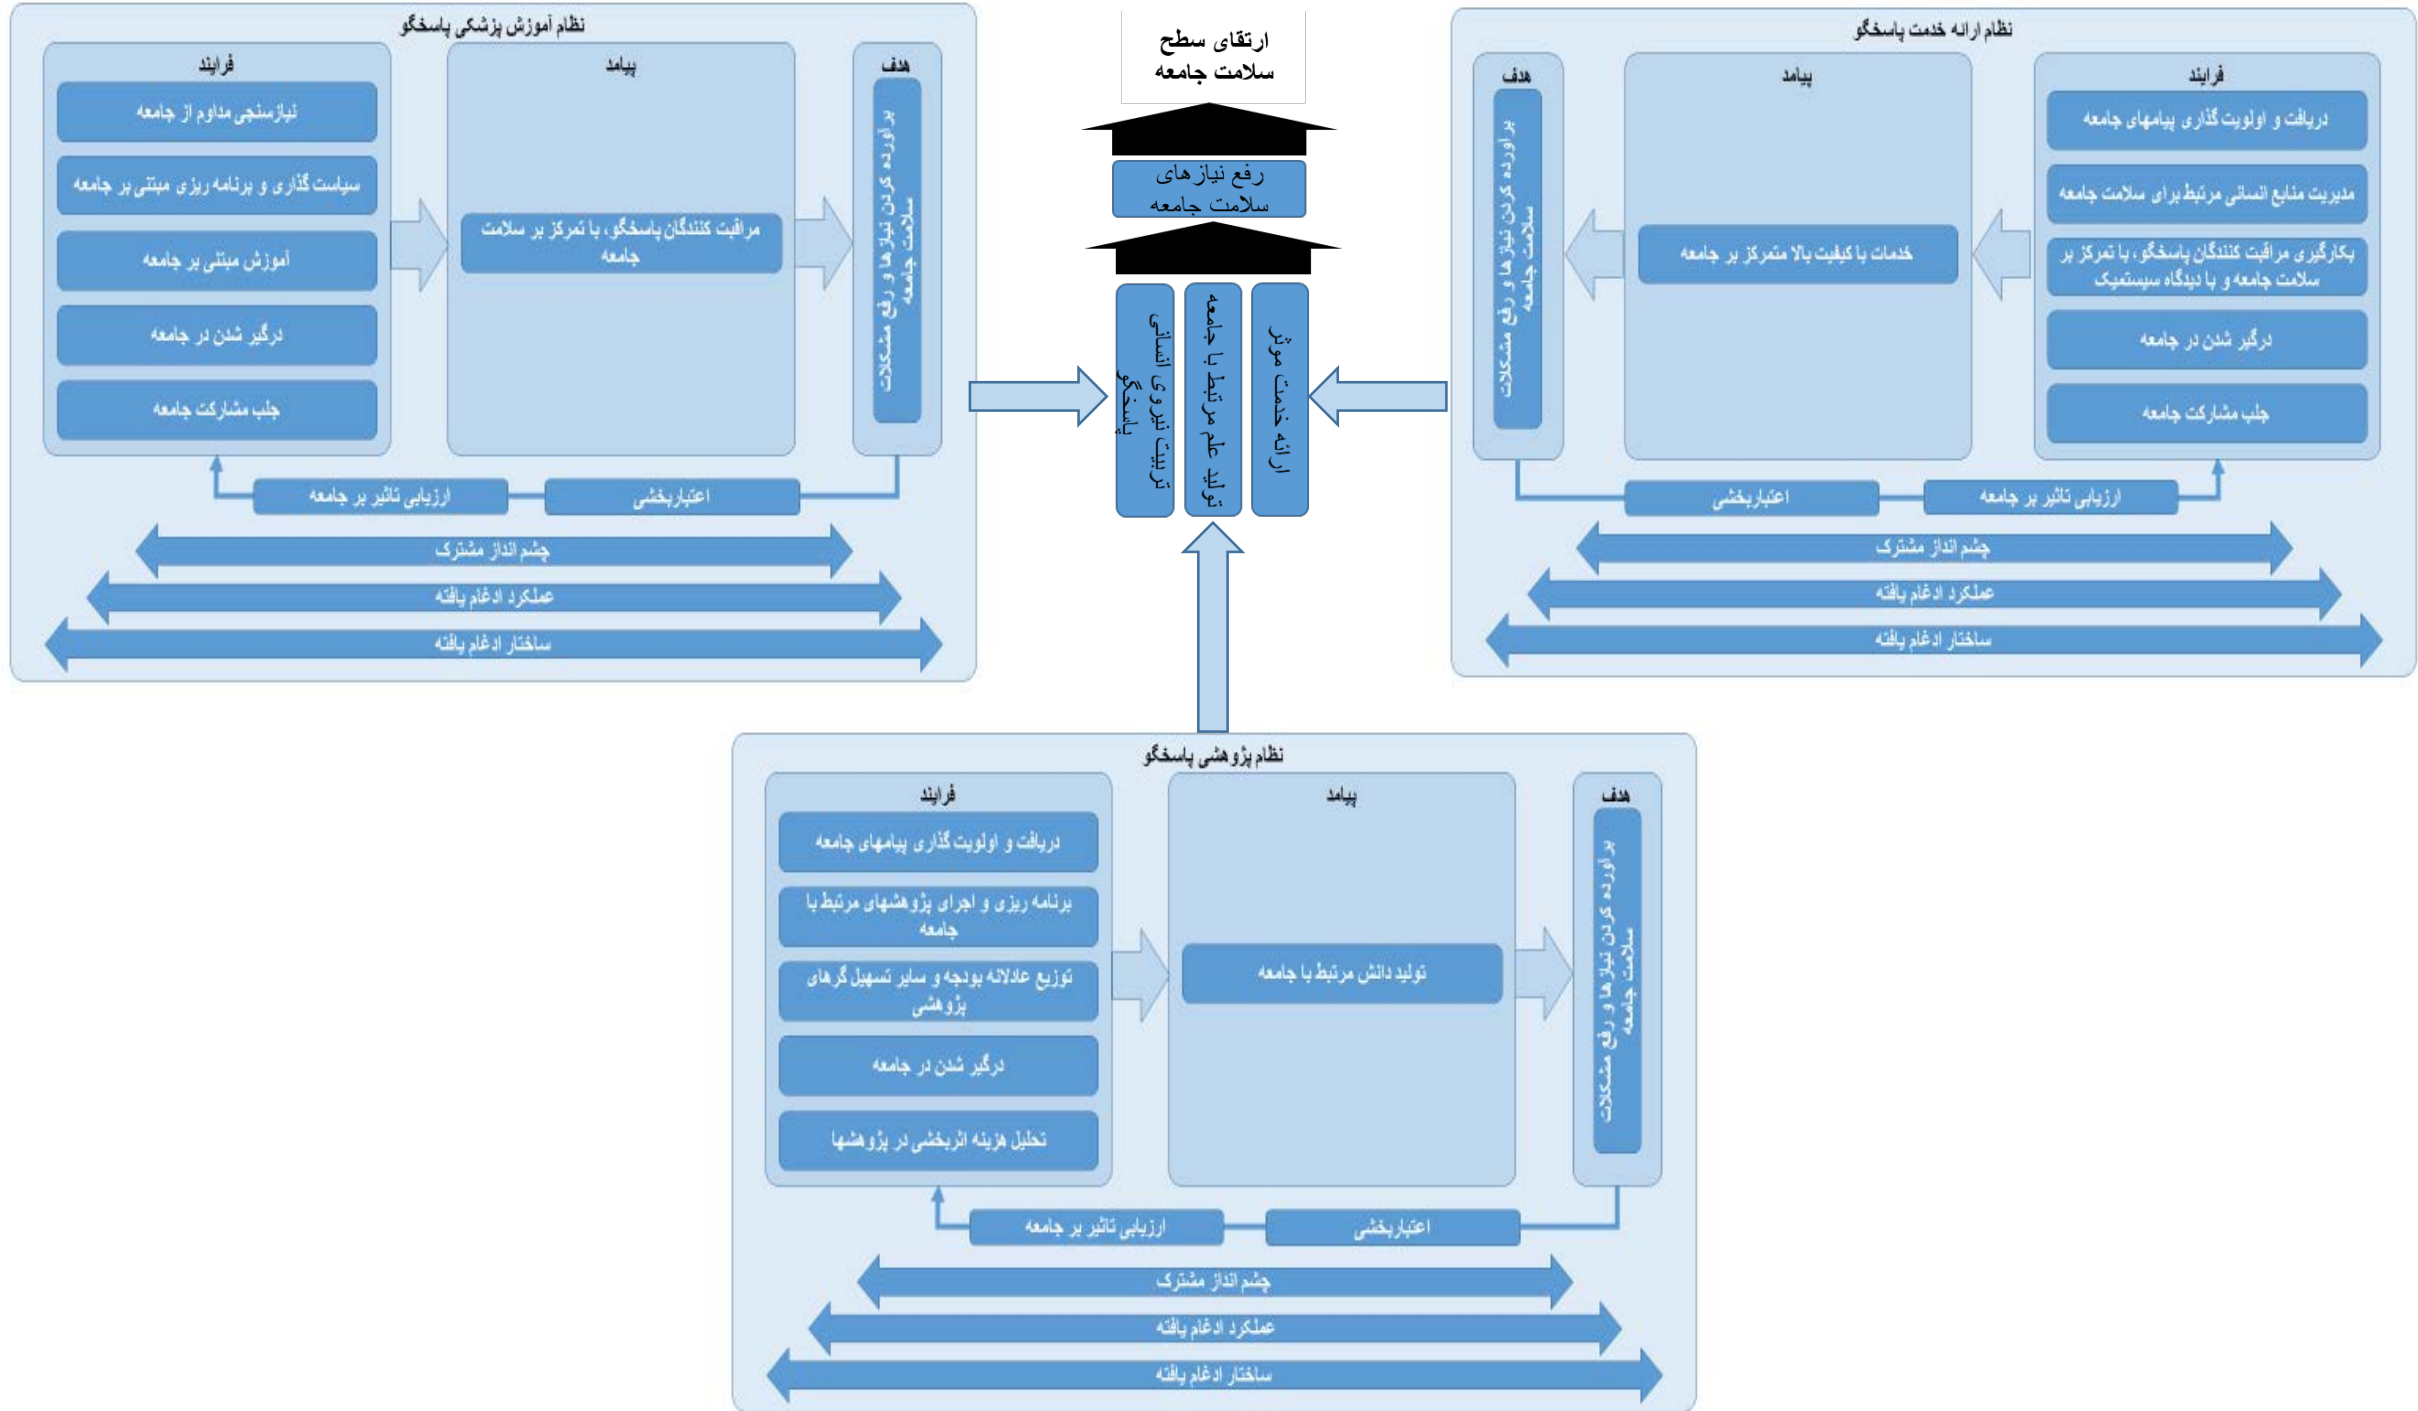 نظام آموزش پزشکی پاسخگو
فرایند
نیازسنجی مداوم از جامعه
سیاست گذاری و برنامه ریزی مبتنی بر جامعه
آموزش مبتنی بر جامعه
درگیر شدن در جامعه
جلب مشارکت جامعه
پیامد
مراقبت کنندگان پاسخگو، با تمرکز بر سلامت
جامعه
هدف
برآورده کردن نیازها و رفع مشکلات
سلامت جامعه
اعتباربخشی
ارزیابی تاثیر بر جامعه
چشم انداز مشترک
عملکرد ادغام یافته
ساختار ادغام یافته
ارتقای سطح
سلامت جامعه
رفع نیازهای
سلامت جامعه
تربیت نیروی انسانی
پاسخگو
تولید علم مرتبط با جامعه
ارائه خدمت موثر
نظام ارائه خدمت پاسخگو
فرایند
دریافت و اولویت گذاری پیامهای جامعه
مدیریت منابع انسانی مرتبط برای سلامت جامعه
بکارگیری مراقبت کنندگان پاسخگو، با تمرکز بر
سلامت جامعه و با دیدگاه سیستمیک
درگیر شدن در جامعه
جلب مشارکت جامعه
پیامد
خدمات با کیفیت بالا متمرکز بر جامعه
هدف
برآورده کردن نیازها و رفع مشکلات
سلامت جامعه
اعتباربخشی
ارزیابی تاثیر بر جامعه
چشم انداز مشترک
عملکرد ادغام یافته
ساختار ادغام یافته
نظام پژوهشی پاسخگو
فرایند
دریافت و اولویت گذاری پیامهای جامعه
برنامه ریزی و اجرای پژوهشهای مرتبط با
جامعه
توزیع عادلانه بودجه و سایر تسهیل گرهای
پژوهشی
درگیر شدن در جامعه
تحلیل هزینه اثربخشی در پژوهشها
پیامد
تولید دانش مرتبط با جامعه
هدف
برآورده کردن نیازها و رفع مشکلات
سلامت جامعه
اعتباربخشی
ارزیابی تاثیر بر جامعه
چشم انداز مشترک
عملکرد ادغام یافته
ساختار ادغام یافته